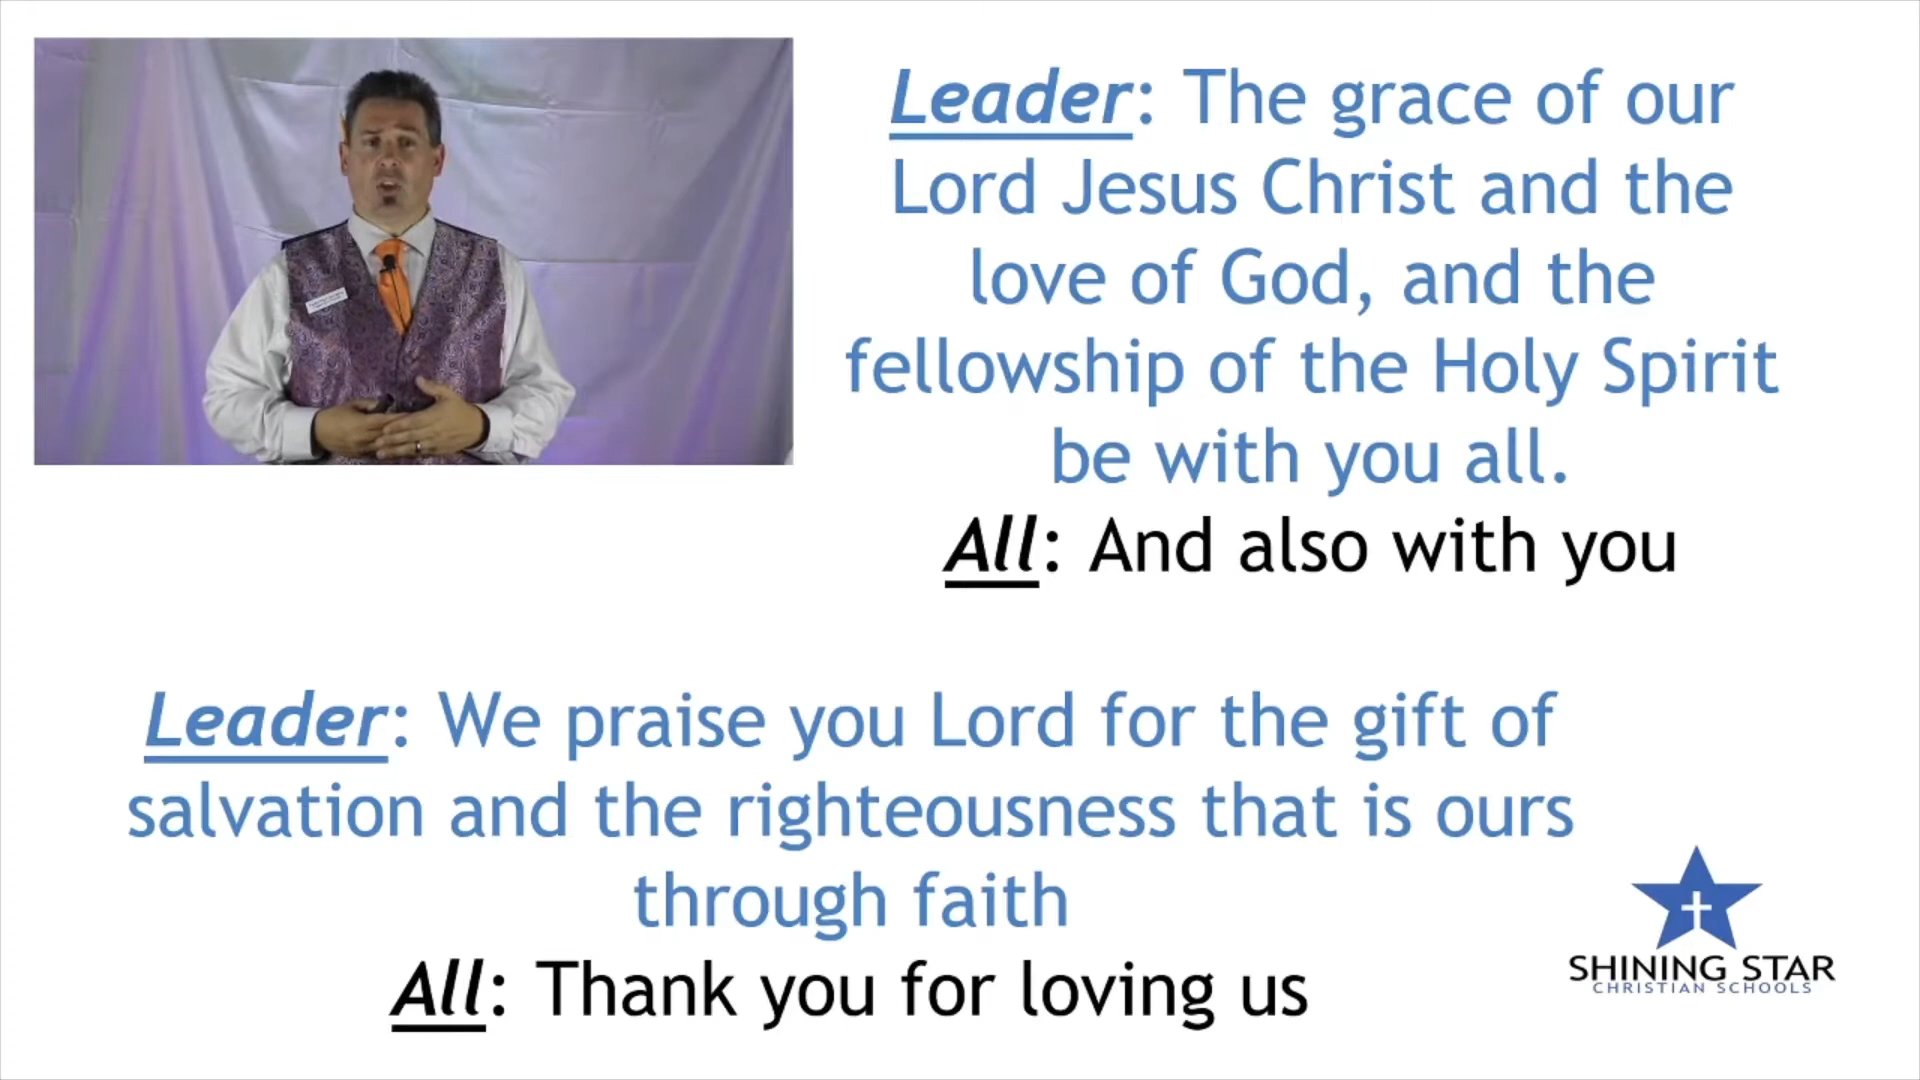 Leader: The grace of our
Lord Jesus Christ and the
love of God, and the
fellowship of the Holy Spirit
be with you all.
All: And also with you
Leader: We praise you Lord for the gift of
salvation and the righteousness that is ours
through faith
All: Thank you for loving us
SHINING STAR
CHRISTIAN SCHOOLS